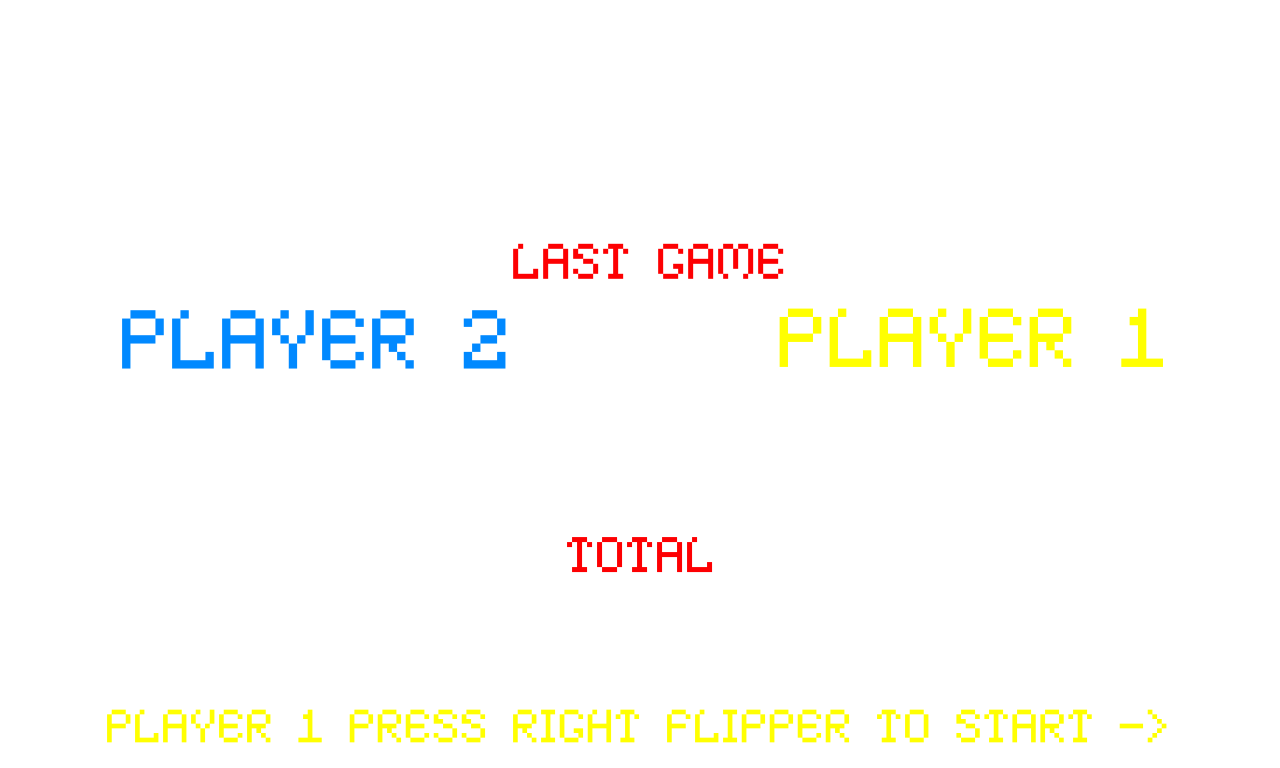 LAST GAME
PLAYER 2 PLAYER 1
TOTAL
PLAYER 1 PRESS RIGHT FLIPPER TO START ->